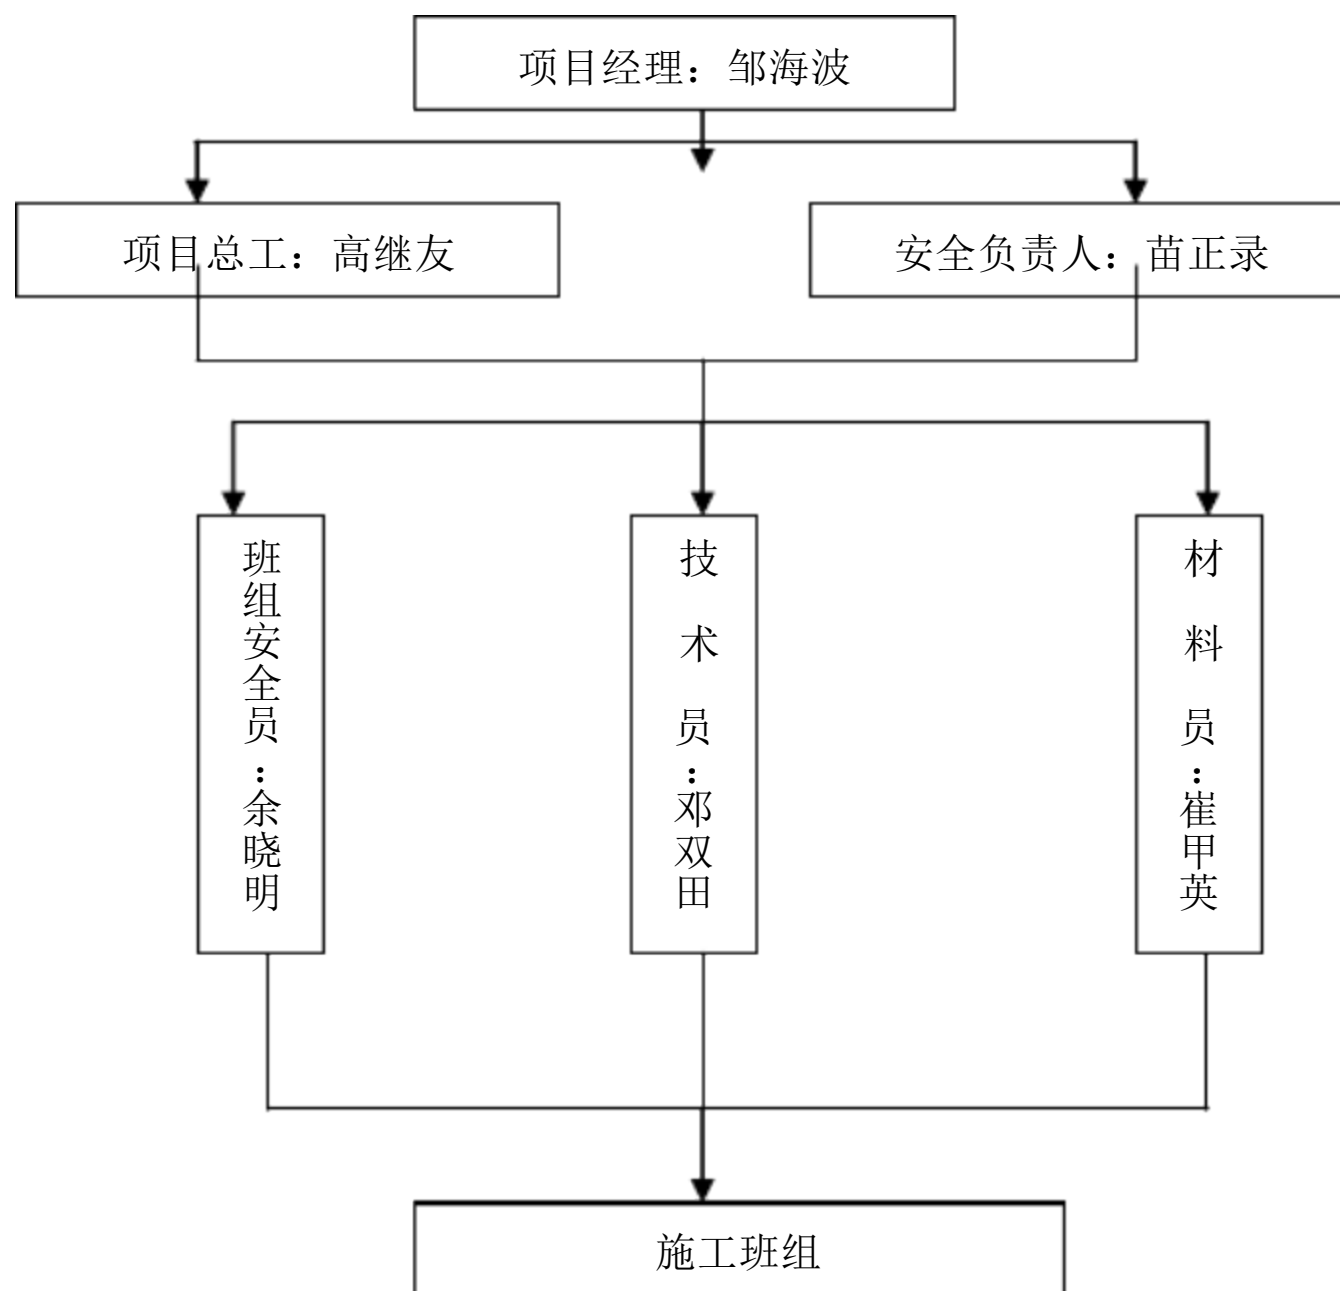 项目经理：邹海波
项目总工：高继友
安全负责人：苗正录
班组安全员：余晓明
技术员：邓双田
材料员：崔甲英
施工班组